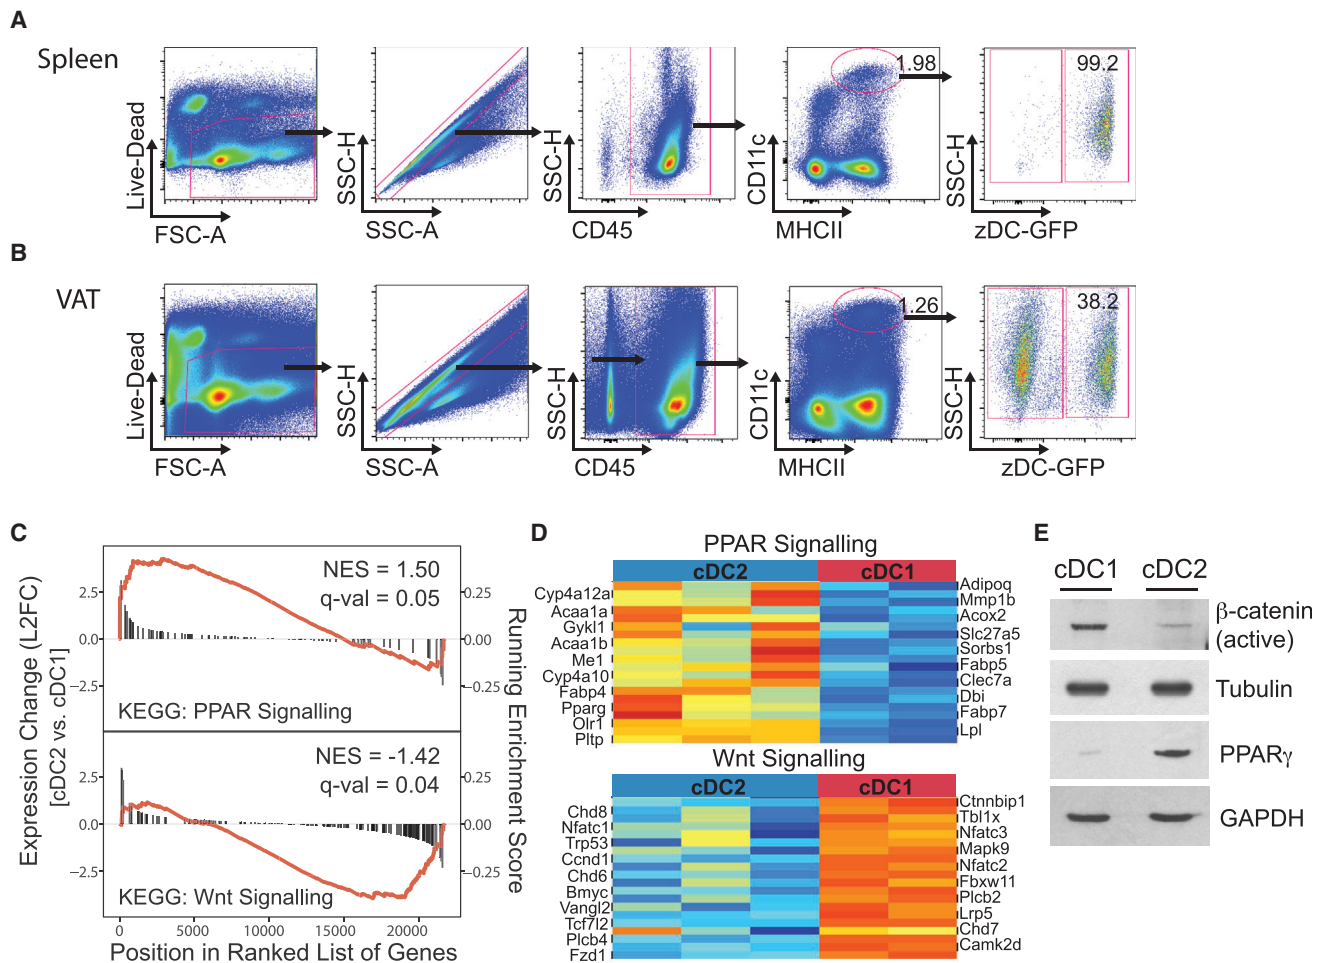 A
Spleen
Live-Dead
FSC-A
SSC-H
SSC-A
SSC-H
CD45
1.98
CD11c
MHCII
99.2
SSC-H
zDC-GFP
B
VAT
Live-Dead
FSC-A
SSC-H
SSC-A
SSC-H
CD45
1.26
CD11c
MHCII
38.2
SSC-H
zDC-GFP
C
Expression Change (L2FC)
[cDC2 vs. cDC1]
2.5
0.0
−2.5
NES = 1.50
q-val = 0.05
0.25
0.00
−0.25
KEGG: PPAR Signalling
2.5
0.0
−2.5
NES = -1.42
q-val = 0.04
0.25
0.00
−0.25
KEGG: Wnt Signalling
Running Enrichment Score
0 5000 10000 15000 20000
Position in Ranked List of Genes
D
PPAR Signalling
cDC2 cDC1
Cyp4a12a
Acaa1a
Gykl1
Acaa1b
Me1
Cyp4a10
Fabp4
Pparg
Olr1
Pltp
Adipoq
Mmp1b
Acox2
Slc27a5
Sorbs1
Fabp5
Clec7a
Dbi
Fabp7
Lpl
Wnt Signalling
cDC2 cDC1
Chd8
Nfatc1
Trp53
Ccnd1
Chd6
Bmyc
Vangl2
Tcf7l2
Plcb4
Fzd1
Ctnnbip1
Tbl1x
Nfatc3
Mapk9
Nfatc2
Fbxw11
Plcb2
Lrp5
Chd7
Camk2d
E
cDC1 cDC2
β-catenin
(active)
Tubulin
PPARγ
GAPDH